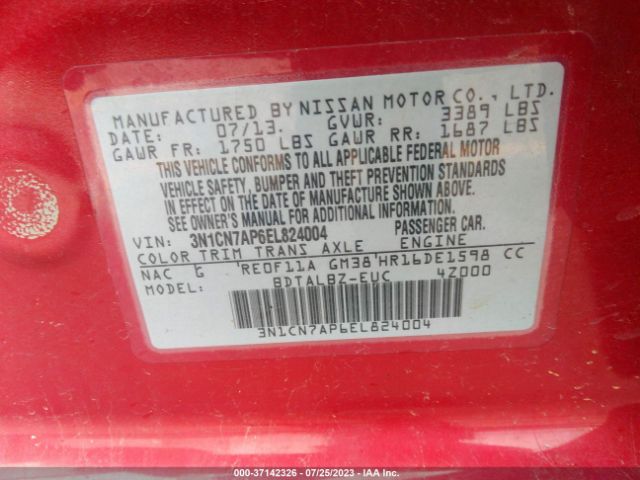 MANUFACTURED BY NISSAN MOTOR CO., LTD.
DATE: 07/13. GVWR: 3389 LBS
GAWR FR: 1750 LBS GAWR RR: 1687 LBS
THIS VEHICLE CONFORMS TO ALL APPLICABLE FEDERAL MOTOR
VEHICLE SAFETY, BUMPER AND THEFT PREVENTION STANDARDS
IN EFFECT ON THE DATE OF MANUFACTURE SHOWN ABOVE.
SEE OWNER'S MANUAL FOR ADDITIONAL INFORMATION.
VIN: 3N1CN7AP6EL824004 PASSENGER CAR.
COLOR TRIM TRANS AXLE ENGINE
NAC G RE0F11A GM38 HR16DE1598 CC
MODEL: BDTALBZ-EUC 4Z000
3N1CN7AP6EL824004
000-37142326 - 07/25/2023 - IAA Inc.